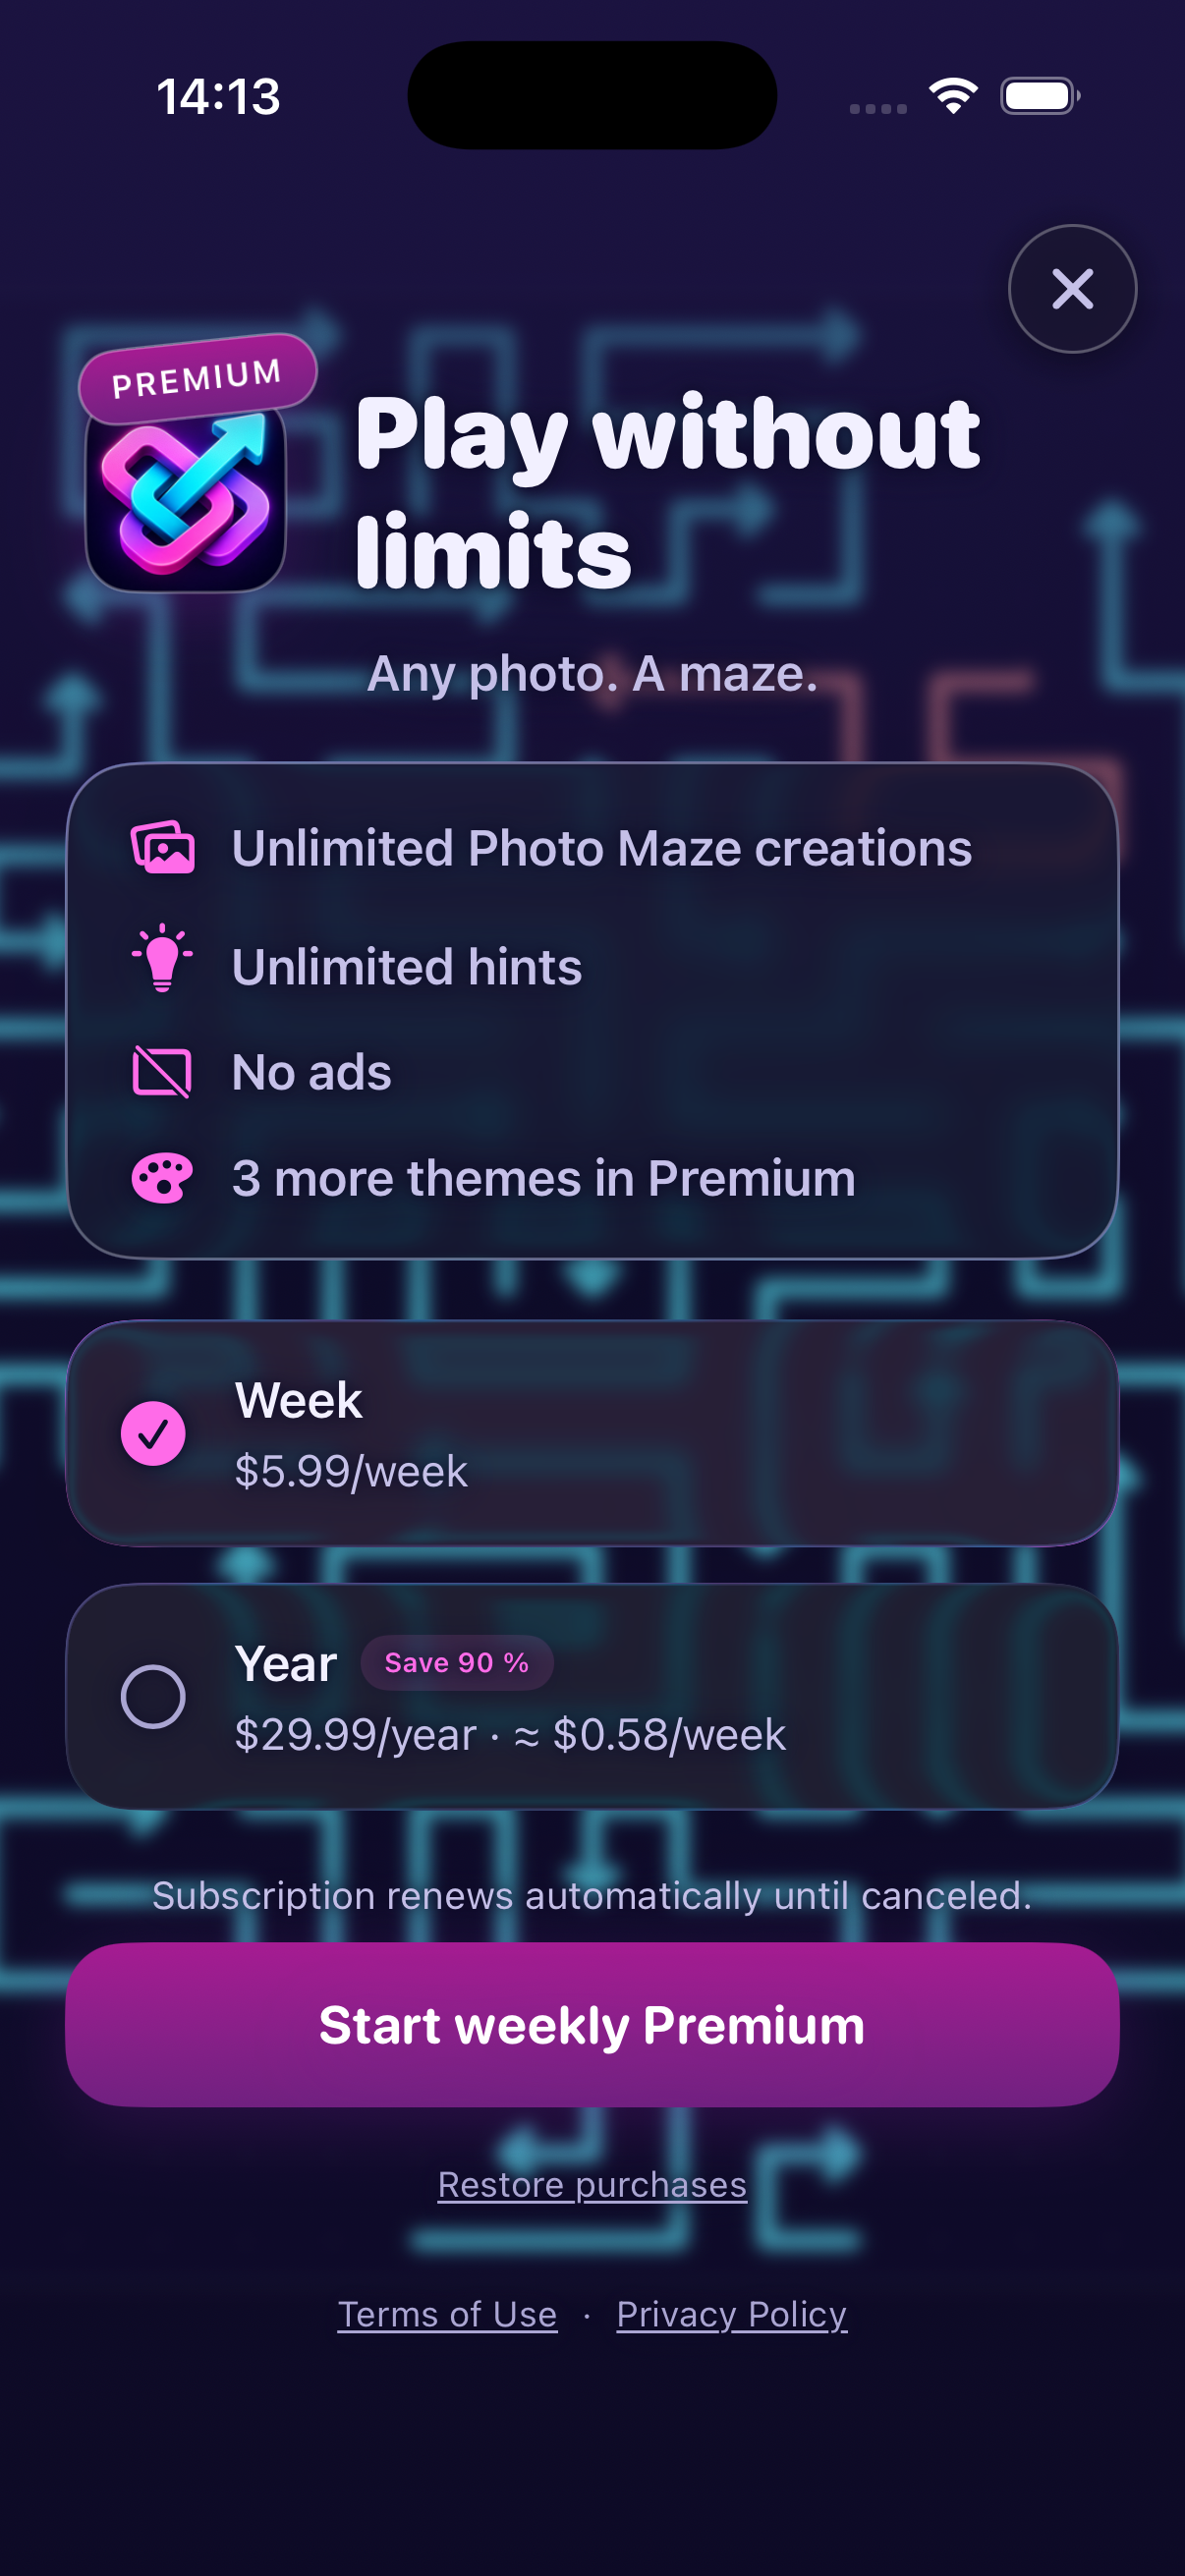 14:13
PREMIUM
Play without
limits
Any photo. A maze.
Unlimited Photo Maze creations
Unlimited hints
No ads
3 more themes in Premium
Week
$5.99/week
Year Save 90 %
$29.99/year · ≈ $0.58/week
Subscription renews automatically until canceled.
Start weekly Premium
Restore purchases
Terms of Use · Privacy Policy